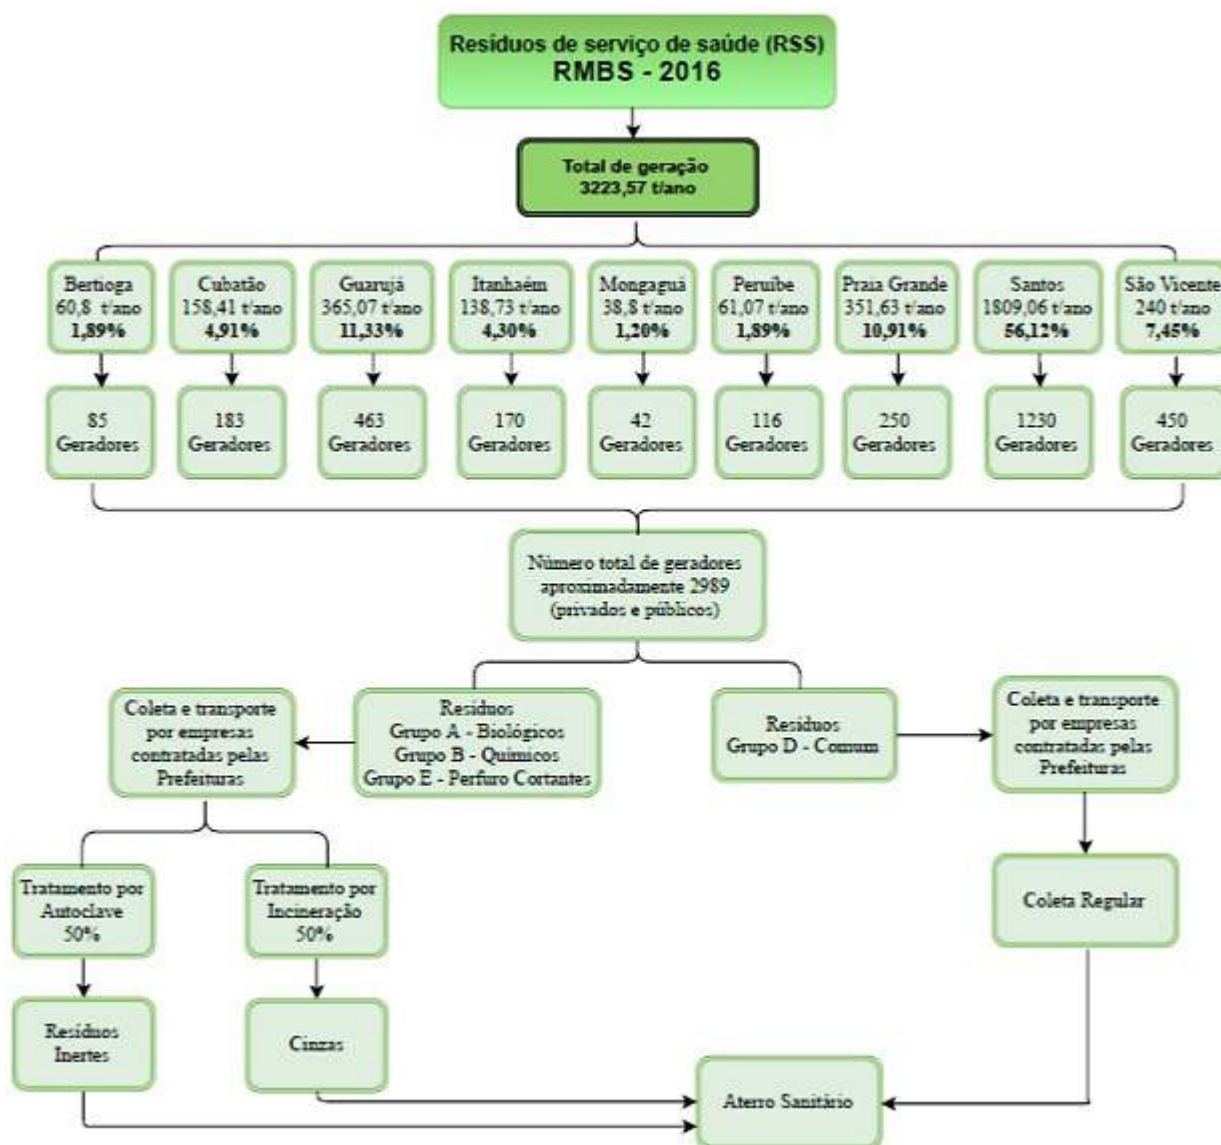 Resíduos de serviço de saúde (RSS)
RMBS - 2016
Total de geração
3223,57 t/ano
Bertioga
60,8 t/ano
1,89%
Cubatão
158,41 t/ano
4,91%
Guarujá
365,07 t/ano
11,33%
Itanhaém
138,73 t/ano
4,30%
Mongaguá
38,8 t/ano
1,20%
Peruíbe
61,07 t/ano
1,89%
Praia Grande
351,63 t/ano
10,91%
Santos
1809,06 t/ano
56,12%
São Vicente
240 t/ano
7,45%
85
Geradores
183
Geradores
463
Geradores
170
Geradores
42
Geradores
116
Geradores
250
Geradores
1230
Geradores
450
Geradores
Número total de geradores
aproximadamente 2989
(privados e públicos)
Coleta e transporte
por empresas
contratadas pelas
Prefeituras
Resíduos
Grupo A - Biológicos
Grupo B - Químicos
Grupo E - Perfuro Cortantes
Resíduos
Grupo D - Comum
Coleta e transporte
por empresas
contratadas pelas
Prefeituras
Tratamento por
Autoclave
50%
Tratamento por
Incineração
50%
Coleta Regular
Resíduos
Inertes
Cinzas
Aterro Sanitário